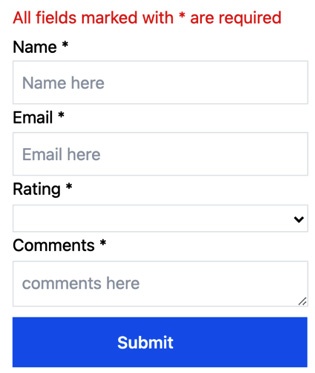 All fields marked with * are required
Name *
Name here
Email *
Email here
Rating *
Comments *
comments here
Submit